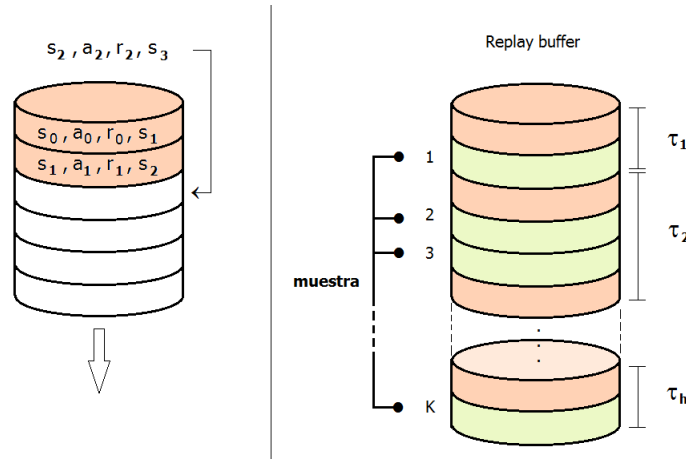 s₂ , a₂ , r₂ , s₃
s₀ , a₀ , r₀ , s₁
s₁ , a₁ , r₁ , s₂
Replay buffer
1
τ₁
2
τ₂
3
muestra
K
τₕ